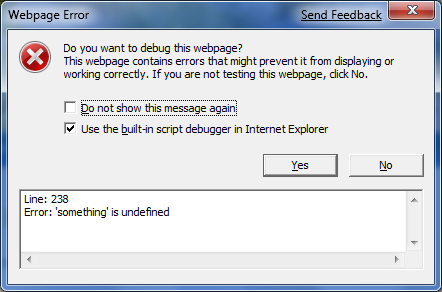 Webpage Error
Send Feedback
Do you want to debug this webpage?
This webpage contains errors that might prevent it from displaying or
working correctly. If you are not testing this webpage, click No.
Do not show this message again
Use the built-in script debugger in Internet Explorer
Yes
No
Line: 238
Error: 'something' is undefined